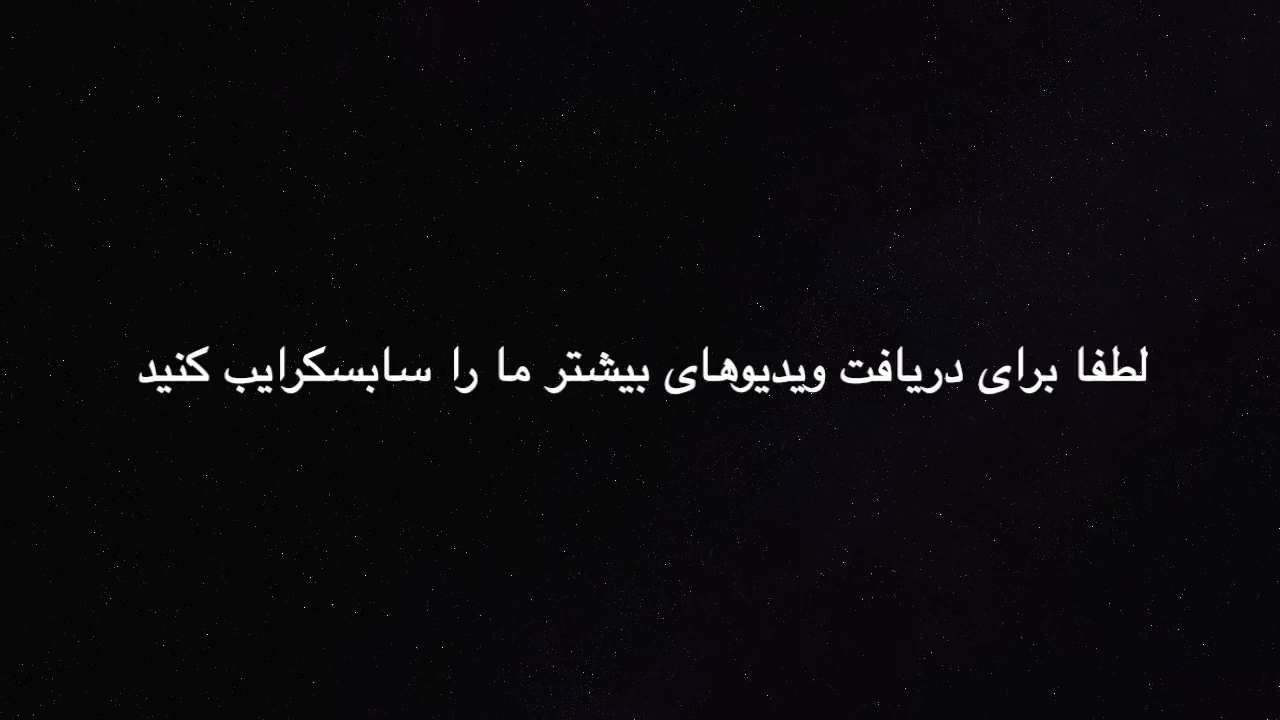 لطفا برای دریافت ویدیوهای بیشتر ما را سابسکرایب کنید